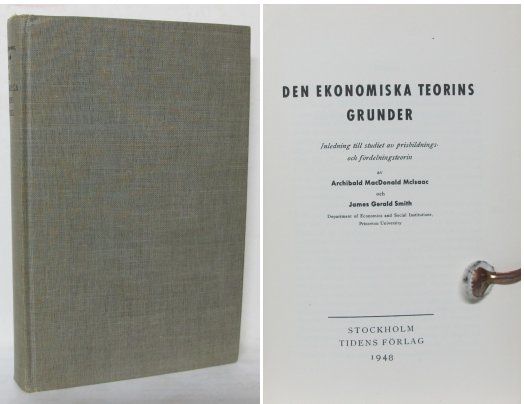 DEN EKONOMISKA TEORINS
GRUNDER
Inledning till studiet av prisbildnings-
och fördelningsteorin
av
Archibald MacDonald McIsaac
och
James Gerald Smith
Department of Economics and Social Institutions,
Princeton University
STOCKHOLM
TIDENS FÖRLAG
1948